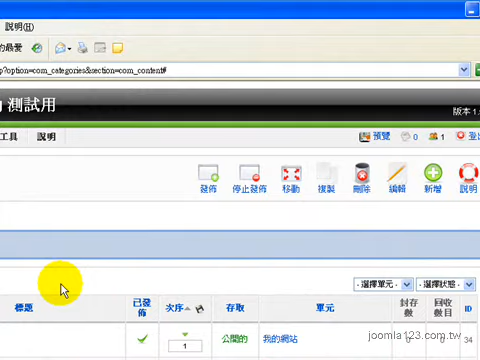 說明(H)
的最愛
p?option=com_categories&section=com_content#
測試用
版本 1.
工具 說明 預覽 0 1 登出
發佈 停止發佈 移動 複製 刪除 編輯 新增 說明
- 選擇單元 - - 選擇狀態 -
標題 已發佈 次序 存取 單元 封存數 回收數目 ID
1 公開的 我的網站 0 0 34
joomla123.com.tw